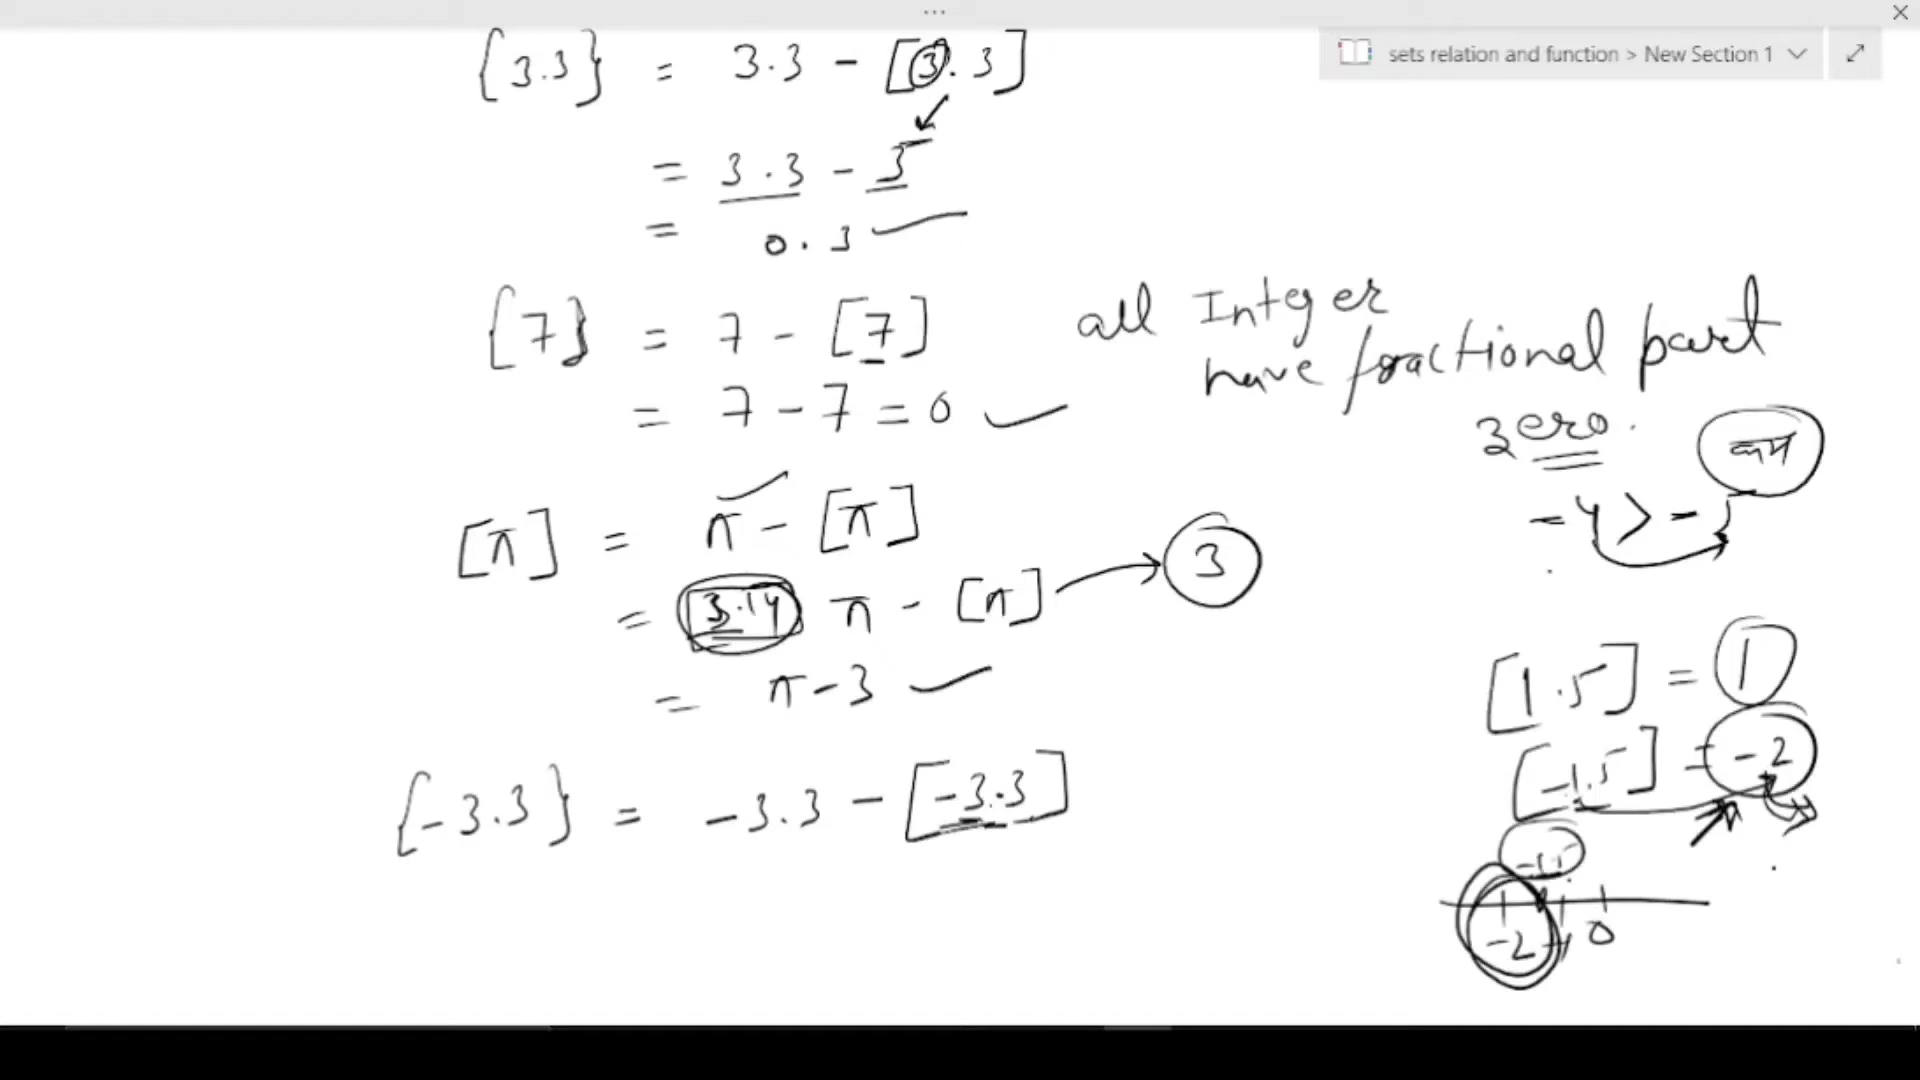 sets relation and function > New Section 1
{3.3} = 3.3 - [3.3]
= 3.3 - 3
= 0.3
{7} = 7 - [7]
= 7 - 7 = 0
all Integer
have fractional part
zero.
कम
-4 > -
[π] = π - [π]
= 3.14 π - [π] → 3
= π - 3
[1.5] = 1
[-1.5] = -2
{-3.3} = -3.3 - [-3.3]
-1.5
-2 -1 0